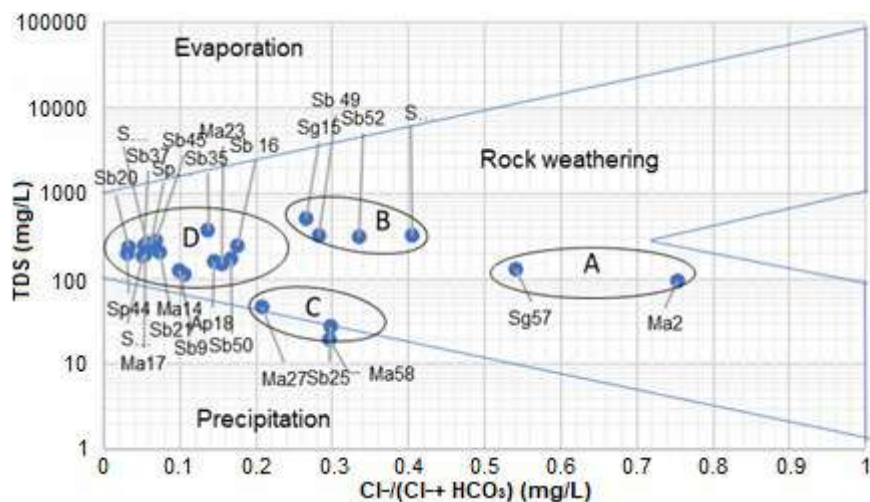 100000
Evaporation
10000
1000
100
10
1
TDS (mg/L)
Sb 49
S...
Sg15
Sb52
S...
Sb45
Ma23
Sb37
Sb35
Sb 16
Sp
Sb20
Rock weathering
D
B
A
C
Sp44
Ma14
Ap18
Sg57
Ma2
S...
Sb21
Ma17
Sb9
Sb50
Ma27
Sb25
Ma58
Precipitation
0 0.1 0.2 0.3 0.4 0.5 0.6 0.7 0.8 0.9 1
Cl-/(Cl-+ HCO₃) (mg/L)